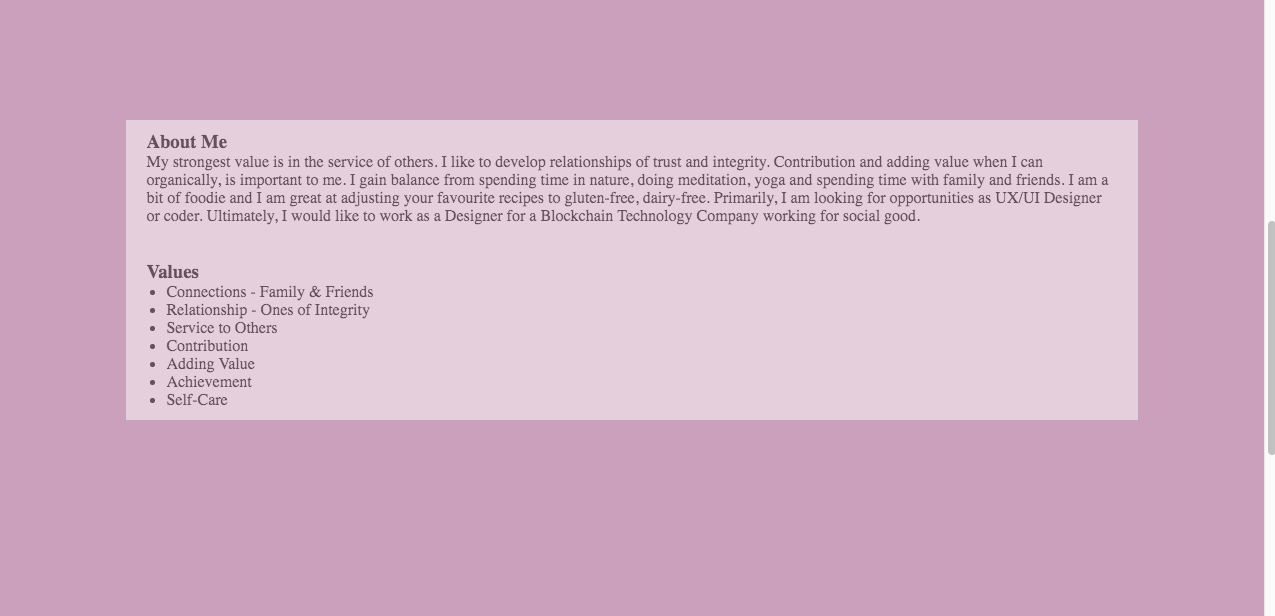 About Me
My strongest value is in the service of others. I like to develop relationships of trust and integrity. Contribution and adding value when I can
organically, is important to me. I gain balance from spending time in nature, doing meditation, yoga and spending time with family and friends. I am a
bit of foodie and I am great at adjusting your favourite recipes to gluten-free, dairy-free. Primarily, I am looking for opportunities as UX/UI Designer
or coder. Ultimately, I would like to work as a Designer for a Blockchain Technology Company working for social good.
Values
• Connections - Family & Friends
• Relationship - Ones of Integrity
• Service to Others
• Contribution
• Adding Value
• Achievement
• Self-Care